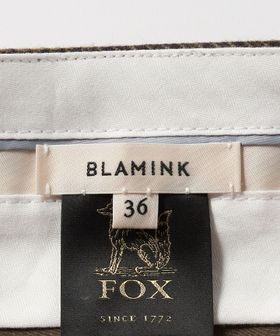 BLAMINK
36
FOX
SINCE 1772